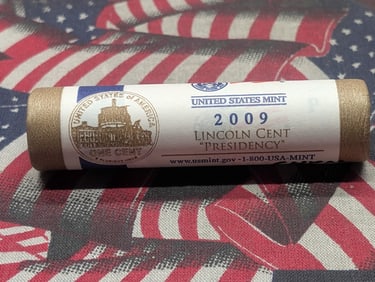 UNITED STATES OF AMERICA
ONE CENT
UNITED STATES MINT
2009
LINCOLN CENT
"PRESIDENCY"
www.usmint.gov • 1-800-USA-MINT